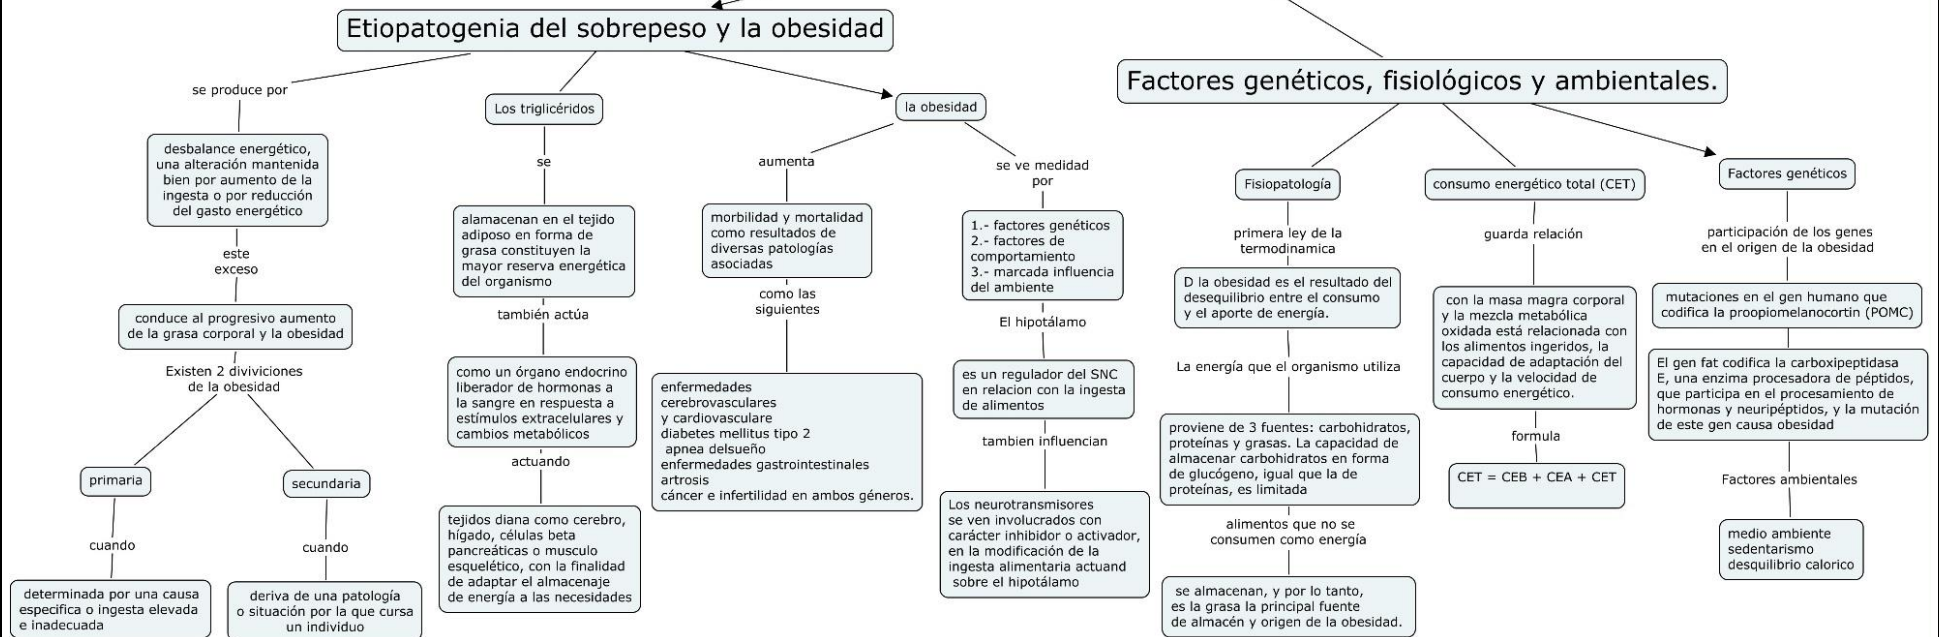 Etiopatogenia del sobrepeso y la obesidad
se produce por
desbalance energético,
una alteración mantenida
bien por aumento de la
ingesta o por reducción
del gasto energético
este
exceso
conduce al progresivo aumento
de la grasa corporal y la obesidad
Existen 2 diviviciones
de la obesidad
primaria
cuando
determinada por una causa
especifica o ingesta elevada
e inadecuada
secundaria
cuando
deriva de una patología
o situación por la que cursa
un individuo
Los triglicéridos
se
alamacenan en el tejido
adiposo en forma de
grasa constituyen la
mayor reserva energética
del organismo
también actúa
como un órgano endocrino
liberador de hormonas a
la sangre en respuesta a
estímulos extracelulares y
cambios metabólicos
actuando
tejidos diana como cerebro,
hígado, células beta
pancreáticas o musculo
esquelético, con la finalidad
de adaptar el almacenaje
de energía a las necesidades
la obesidad
aumenta
morbilidad y mortalidad
como resultados de
diversas patologías
asociadas
como las
siguientes
enfermedades
cerebrovasculares
y cardiovasculare
diabetes mellitus tipo 2
apnea delsueño
enfermedades gastrointestinales
artrosis
cáncer e infertilidad en ambos géneros.
se ve medidad
por
1.- factores genéticos
2.- factores de
comportamiento
3.- marcada influencia
del ambiente
El hipotálamo
es un regulador del SNC
en relacion con la ingesta
de alimentos
tambien influencian
Los neurotransmisores
se ven involucrados con
carácter inhibidor o activador,
en la modificación de la
ingesta alimentaria actuand
sobre el hipotálamo
Factores genéticos, fisiológicos y ambientales.
Fisiopatología
primera ley de la
termodinamica
D la obesidad es el resultado del
desequilibrio entre el consumo
y el aporte de energía.
La energía que el organismo utiliza
proviene de 3 fuentes: carbohidratos,
proteínas y grasas. La capacidad de
almacenar carbohidratos en forma
de glucógeno, igual que la de
proteínas, es limitada
alimentos que no se
consumen como energía
se almacenan, y por lo tanto,
es la grasa la principal fuente
de almacén y origen de la obesidad.
consumo energético total (CET)
guarda relación
con la masa magra corporal
y la mezcla metabólica
oxidada está relacionada con
los alimentos ingeridos, la
capacidad de adaptación del
cuerpo y la velocidad de
consumo energético.
formula
CET = CEB + CEA + CET
Factores genéticos
participación de los genes
en el origen de la obesidad
mutaciones en el gen humano que
codifica la proopiomelanocortin (POMC)
El gen fat codifica la carboxipeptidasa
E, una enzima procesadora de péptidos,
que participa en el procesamiento de
hormonas y neuripéptidos, y la mutación
de este gen causa obesidad
Factores ambientales
medio ambiente
sedentarismo
desquilibrio calorico